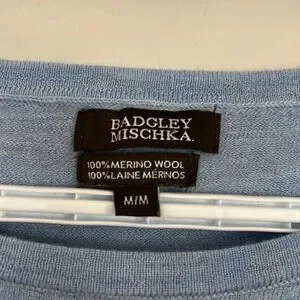 BADGLEY
MISCHKA.
100% MERINO WOOL
100% LAINE MÉRINOS
M/M